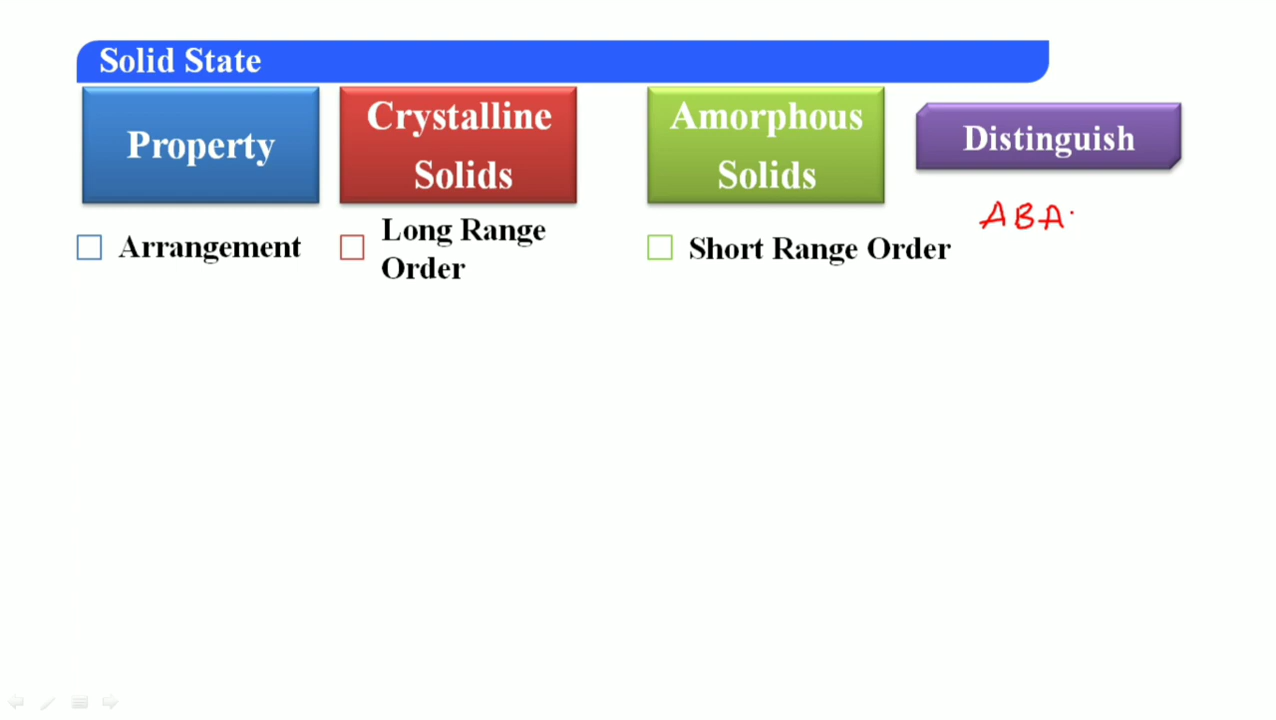 Solid State
Property
Crystalline
Solids
Amorphous
Solids
Distinguish
ABA
Arrangement
Long Range
Order
Short Range Order